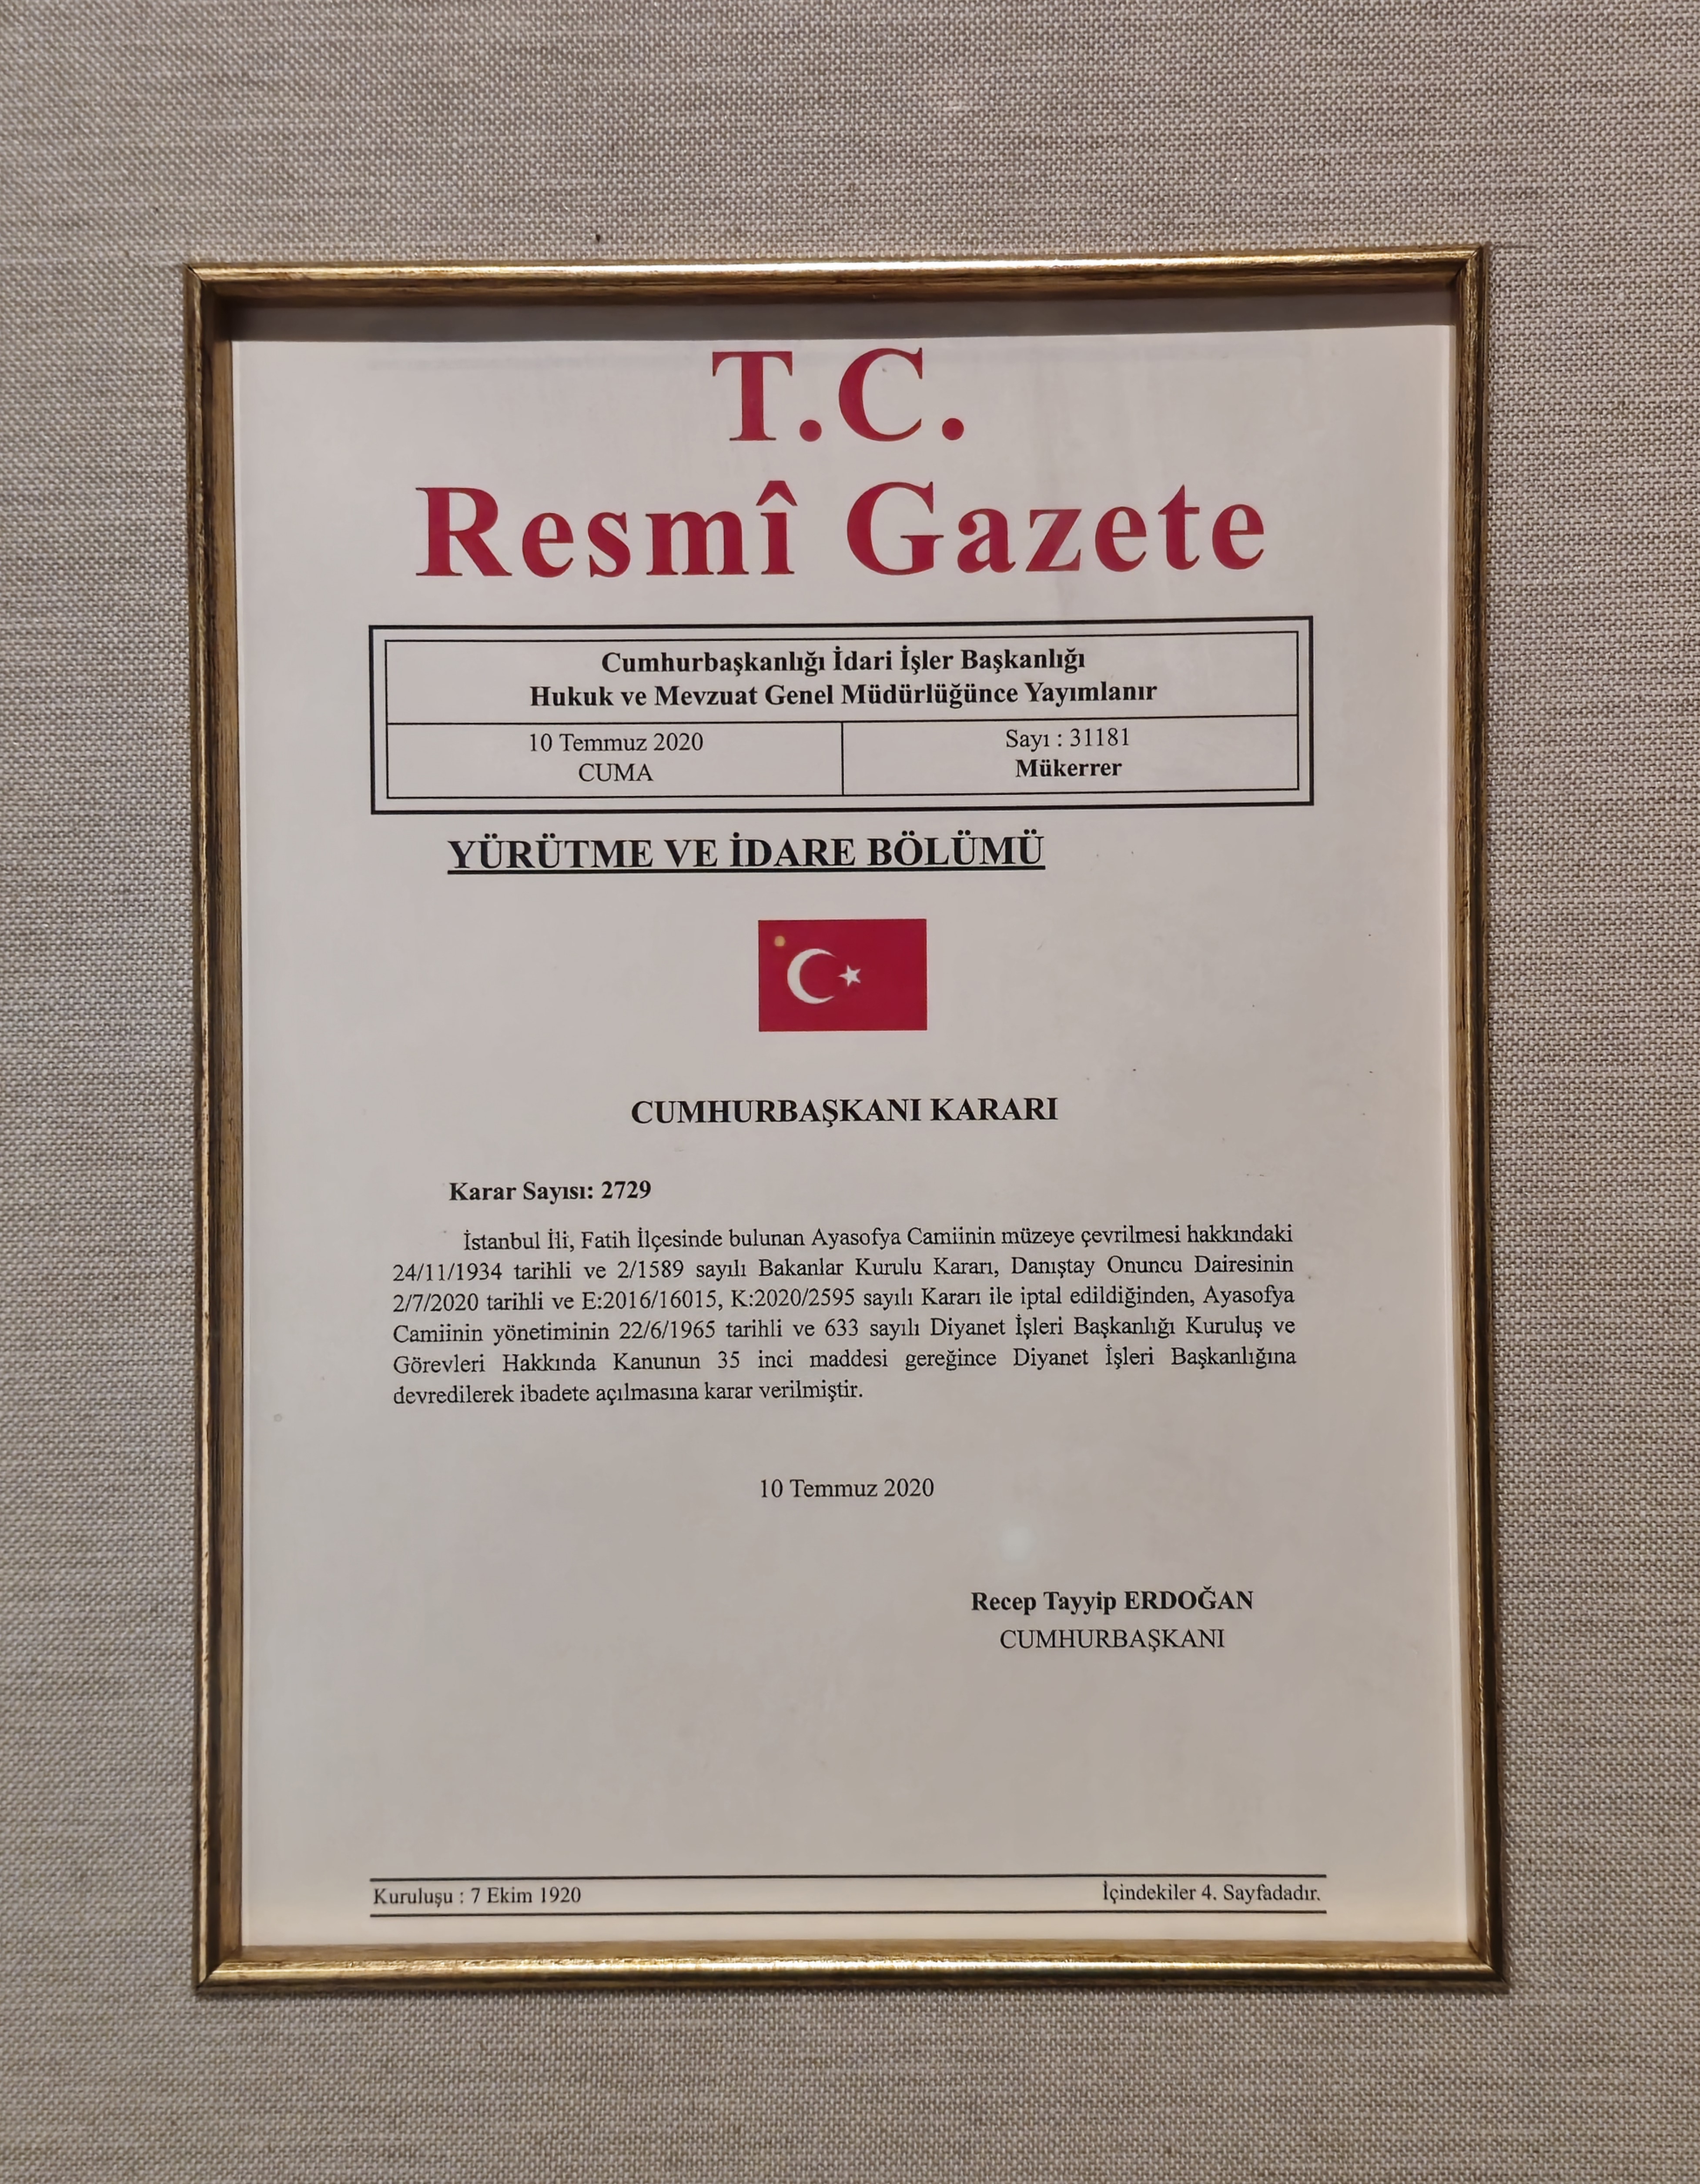 T.C.
Resmî Gazete
Cumhurbaşkanlığı İdari İşler Başkanlığı
Hukuk ve Mevzuat Genel Müdürlüğünce Yayımlanır
10 Temmuz 2020
CUMA
Sayı : 31181
Mükerrer
YÜRÜTME VE İDARE BÖLÜMÜ
CUMHURBAŞKANI KARARI
Karar Sayısı: 2729
İstanbul İli, Fatih İlçesinde bulunan Ayasofya Camiinin müzeye çevrilmesi hakkındaki
24/11/1934 tarihli ve 2/1589 sayılı Bakanlar Kurulu Kararı, Danıştay Onuncu Dairesinin
2/7/2020 tarihli ve E:2016/16015, K:2020/2595 sayılı Kararı ile iptal edildiğinden, Ayasofya
Camiinin yönetiminin 22/6/1965 tarihli ve 633 sayılı Diyanet İşleri Başkanlığı Kuruluş ve
Görevleri Hakkında Kanunun 35 inci maddesi gereğince Diyanet İşleri Başkanlığına
devredilerek ibadete açılmasına karar verilmiştir.
10 Temmuz 2020
Recep Tayyip ERDOĞAN
CUMHURBAŞKANI
Kuruluşu : 7 Ekim 1920
İçindekiler 4. Sayfadadır.